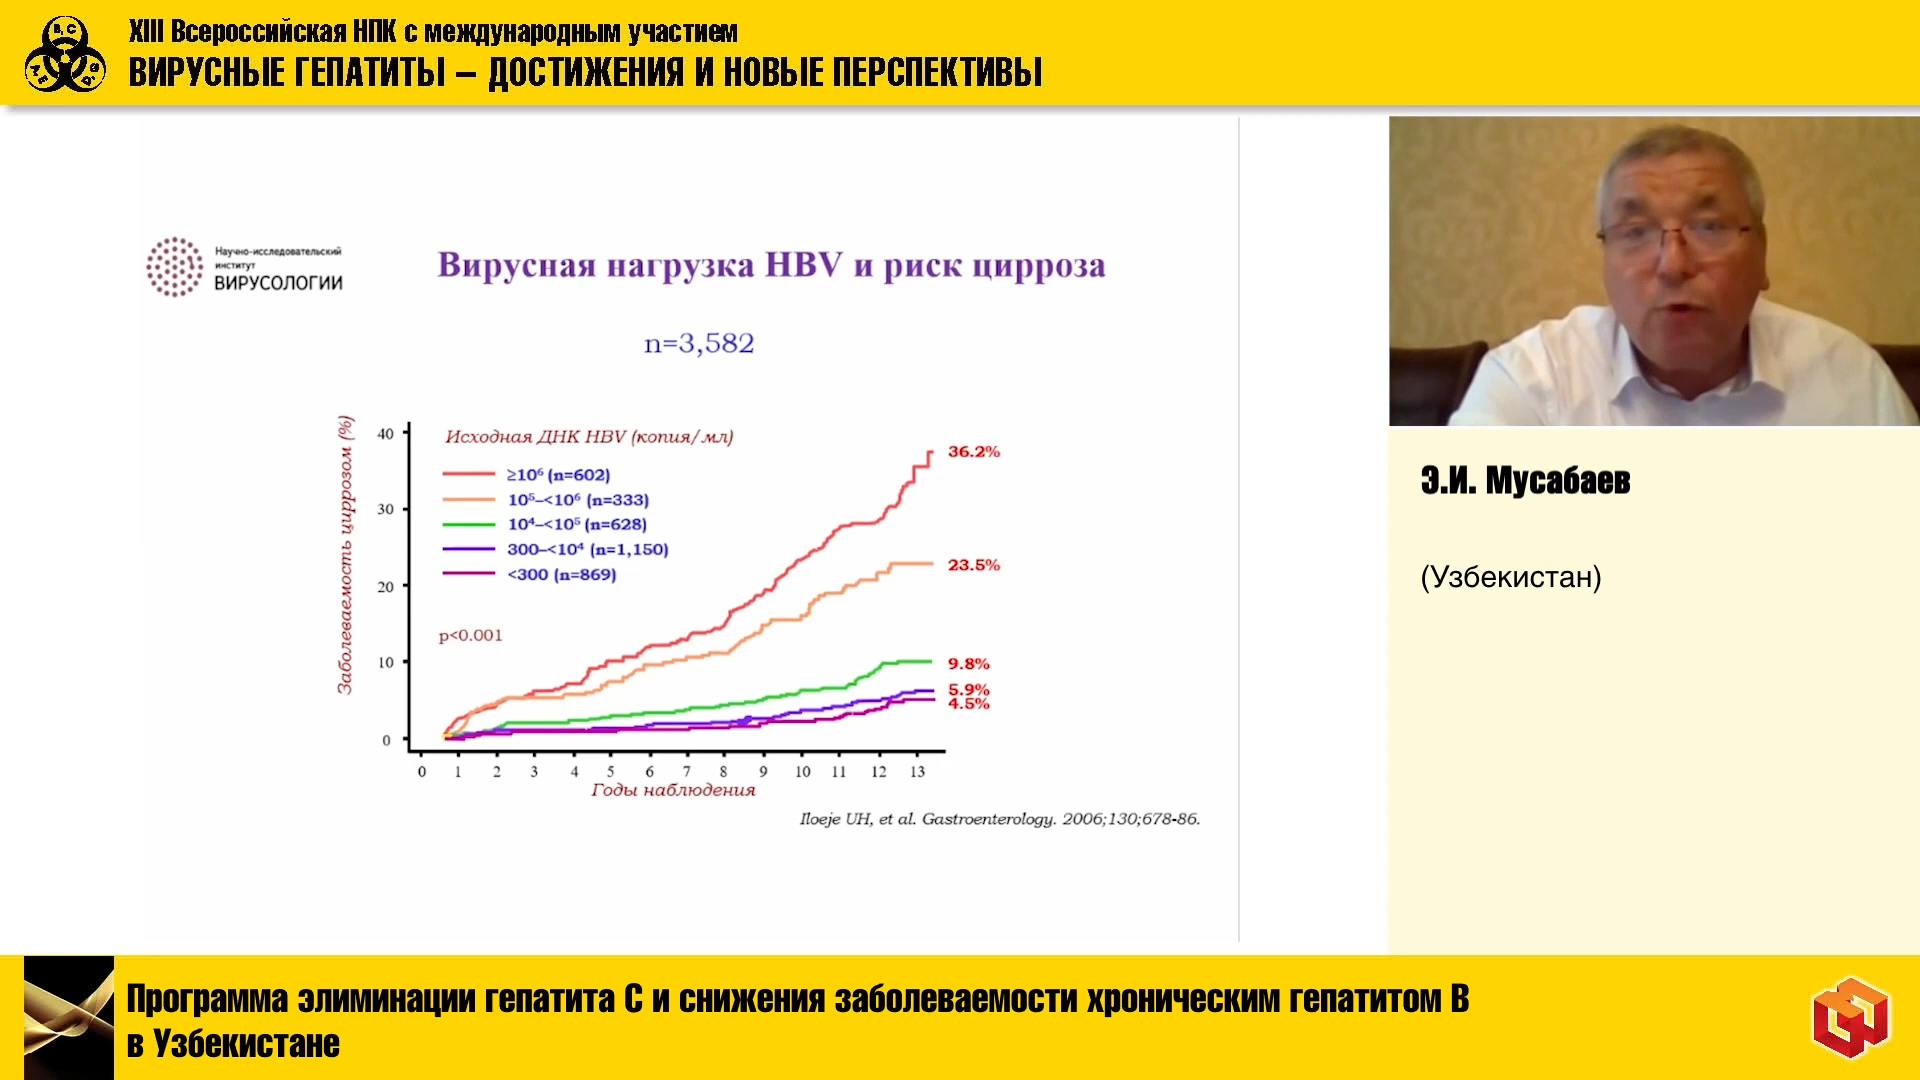 XIII Всероссийская НПК с международным участием
ВИРУСНЫЕ ГЕПАТИТЫ – ДОСТИЖЕНИЯ И НОВЫЕ ПЕРСПЕКТИВЫ
Научно-исследовательский
институт
ВИРУСОЛОГИИ
Вирусная нагрузка HBV и риск цирроза
n=3,582
Заболеваемость циррозом (%)
40
30
20
10
0
Исходная ДНК HBV (копия/мл)
≥10⁶ (n=602)
10⁵–<10⁶ (n=333)
10⁴–<10⁵ (n=628)
300–<10⁴ (n=1,150)
<300 (n=869)
p<0.001
36.2%
23.5%
9.8%
5.9%
4.5%
0 1 2 3 4 5 6 7 8 9 10 11 12 13
Годы наблюдения
Iloeje UH, et al. Gastroenterology. 2006;130;678-86.
Э.И. Мусабаев
(Узбекистан)
Программа элиминации гепатита С и снижения заболеваемости хроническим гепатитом В
в Узбекистане